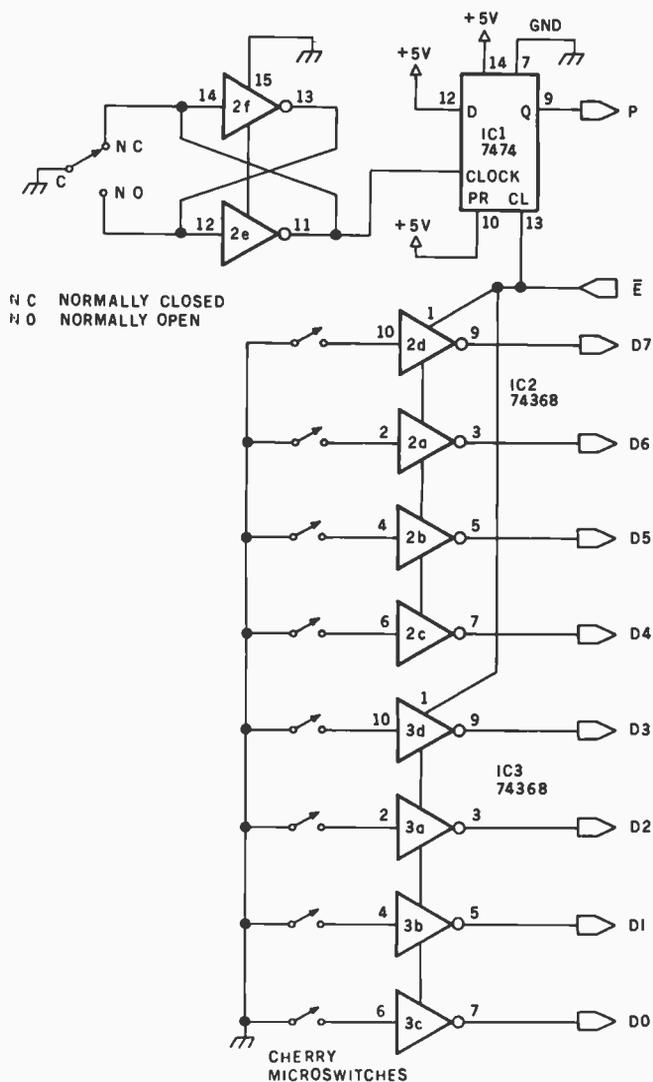 +5V
GND
+5V
14
7
15
14
2f
13
12
D
Q
9
P
IC1
7474
NC
C
NO
CLOCK
12
2e
11
PR
CL
+5V
10
13
E̅
NC NORMALLY CLOSED
NO NORMALLY OPEN
1
10
2d
9
D7
IC2
74368
2
2a
3
D6
4
2b
5
D5
6
2c
7
D4
1
10
3d
9
D3
IC3
74368
2
3a
3
D2
4
3b
5
D1
6
3c
7
D0
CHERRY
MICROSWITCHES